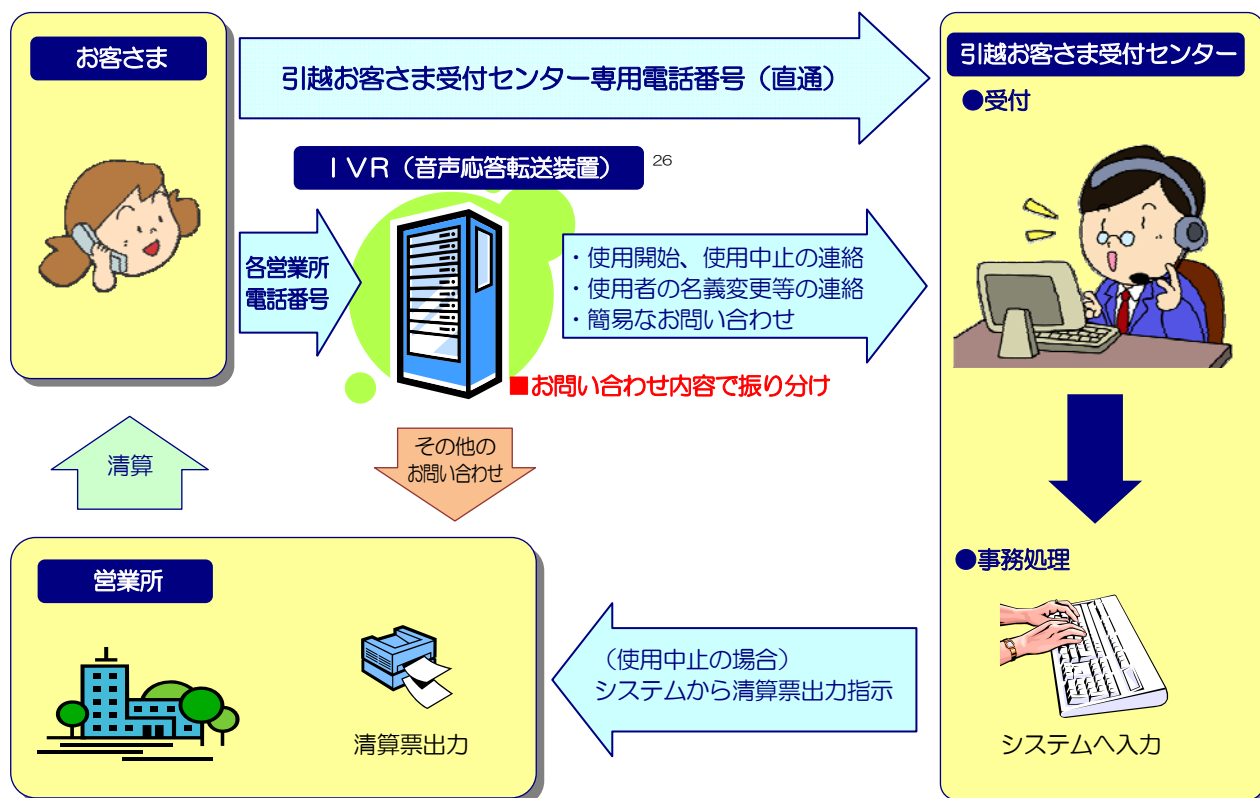 お客さま
引越お客さま受付センター専用電話番号（直通）
引越お客さま受付センター
●受付
ＩＶＲ（音声応答転送装置）26
各営業所
電話番号
・使用開始、使用中止の連絡
・使用者の名義変更等の連絡
・簡易なお問い合わせ
■お問い合わせ内容で振り分け
清算
その他の
お問い合わせ
営業所
清算票出力
（使用中止の場合）
システムから清算票出力指示
●事務処理
システムへ入力